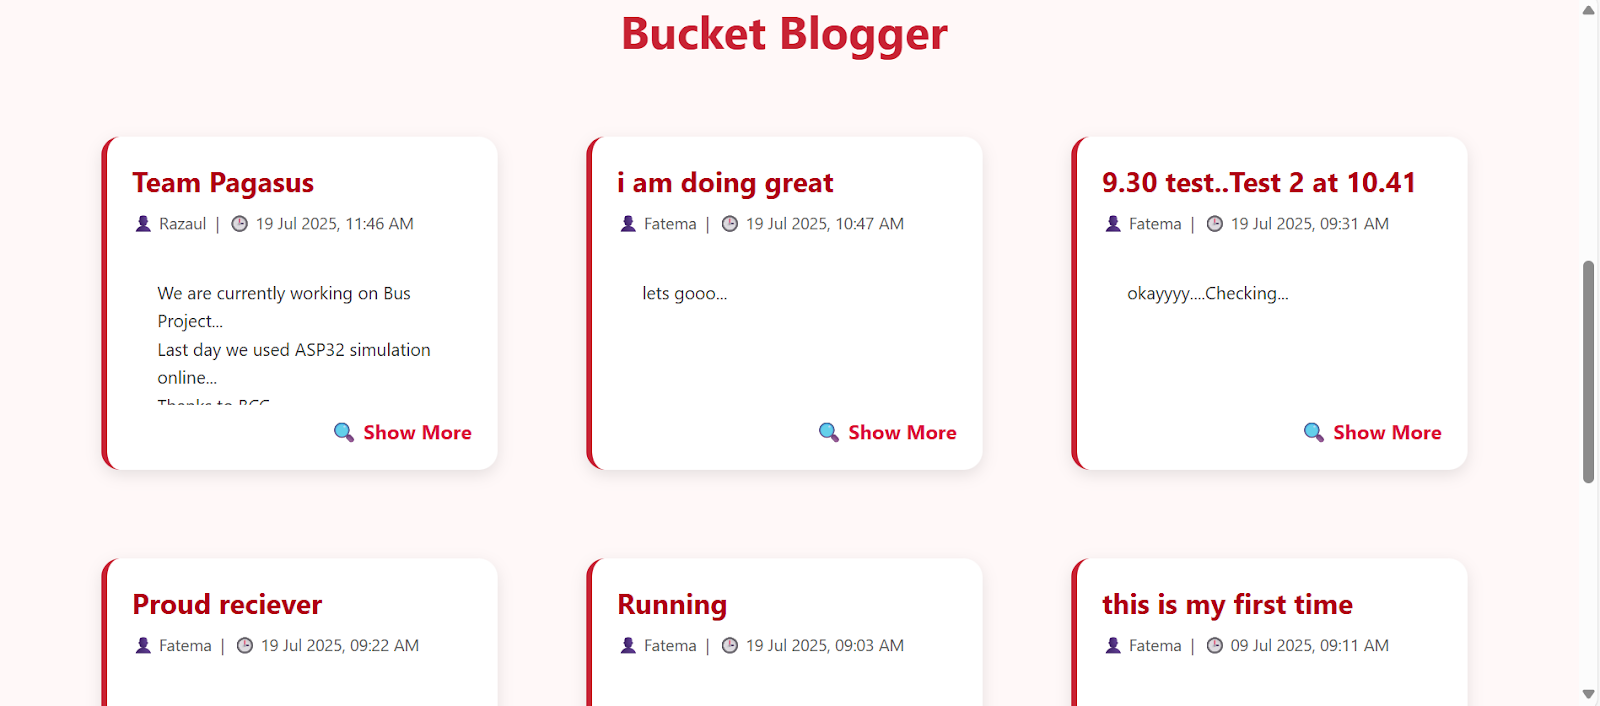 Bucket Blogger
Team Pagasus
Razaul | 19 Jul 2025, 11:46 AM
We are currently working on Bus
Project...
Last day we used ASP32 simulation
online...
Thanks to BCC
Show More
i am doing great
Fatema | 19 Jul 2025, 10:47 AM
lets gooo...
Show More
9.30 test..Test 2 at 10.41
Fatema | 19 Jul 2025, 09:31 AM
okayyyy....Checking...
Show More
Proud reciever
Fatema | 19 Jul 2025, 09:22 AM
Running
Fatema | 19 Jul 2025, 09:03 AM
this is my first time
Fatema | 09 Jul 2025, 09:11 AM